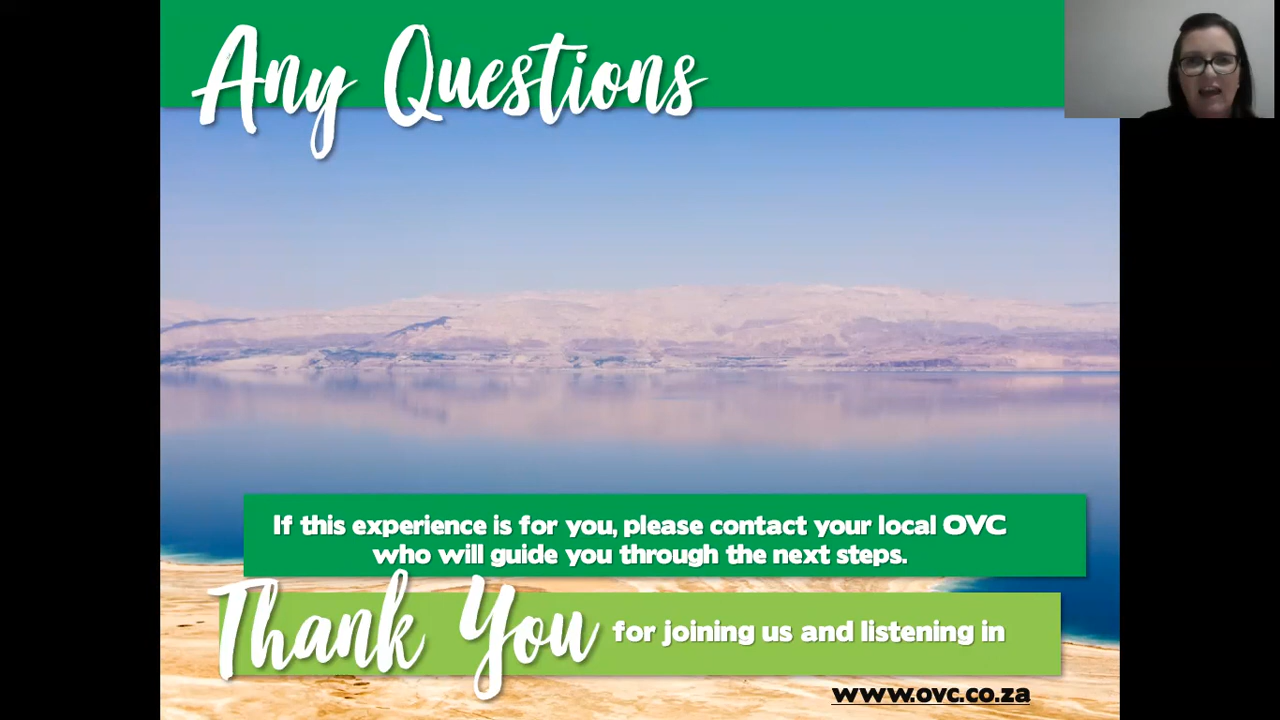 Any Questions
If this experience is for you, please contact your local OVC
who will guide you through the next steps.
Thank You for joining us and listening in
www.ovc.co.za